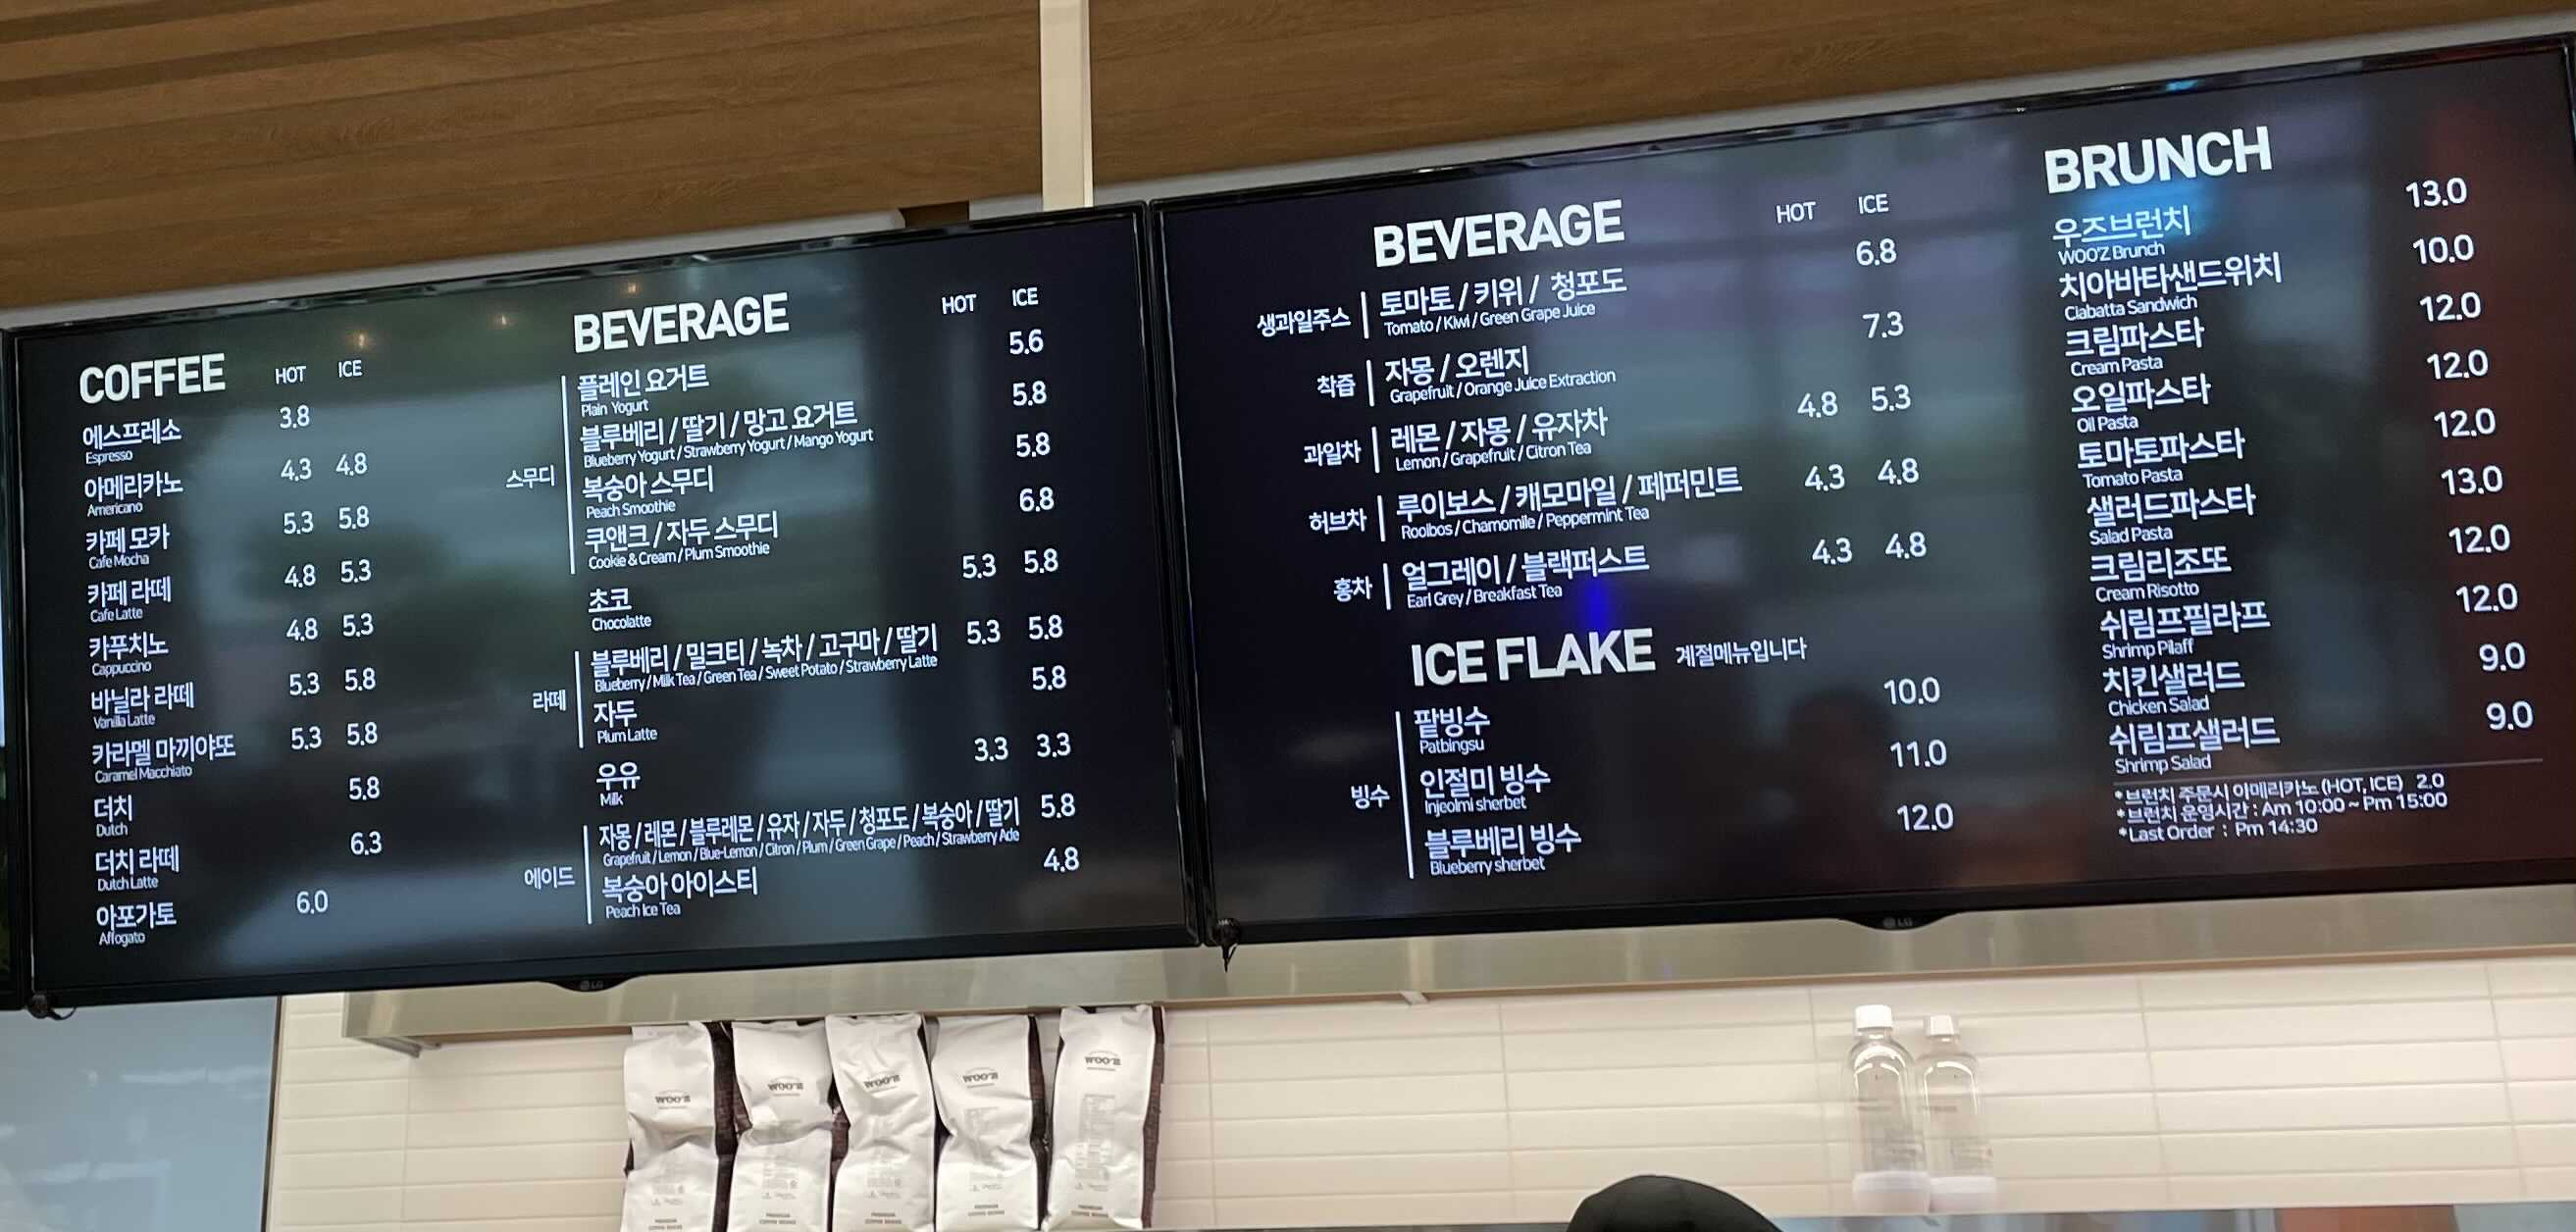 COFFEE HOT ICE
에스프레소 3.8
Espresso
아메리카노 4.3 4.8
Americano
카페 모카 5.3 5.8
Cafe Mocha
카페 라떼 4.8 5.3
Cafe Latte
카푸치노 4.8 5.3
Cappuccino
바닐라 라떼 5.3 5.8
Vanilla Latte
카라멜 마끼야또 5.3 5.8
Caramel Macchiato
더치 5.8
Dutch
더치 라떼 6.3
Dutch Latte
아포가토 6.0
Affogato
BEVERAGE HOT ICE
스무디
플레인 요거트 5.6
Plain Yogurt
블루베리 / 딸기 / 망고 요거트 5.8
Blueberry Yogurt / Strawberry Yogurt / Mango Yogurt
복숭아 스무디 5.8
Peach Smoothie
쿠앤크 / 자두 스무디 6.8
Cookie & Cream / Plum Smoothie
초코 5.3 5.8
Chocolatte
라떼
블루베리 / 밀크티 / 녹차 / 고구마 / 딸기 5.3 5.8
Blueberry / Milk Tea / Green Tea / Sweet Potato / Strawberry Latte
자두 5.8
Plum Latte
우유 3.3 3.3
Milk
에이드
자몽 / 레몬 / 블루레몬 / 유자 / 자두 / 청포도 / 복숭아 / 딸기 5.8
Grapefruit / Lemon / Blue-Lemon / Citron / Plum / Green Grape / Peach / Strawberry Ade
복숭아 아이스티 4.8
Peach Ice Tea
BEVERAGE HOT ICE
생과일주스 토마토 / 키위 / 청포도 6.8
Tomato / Kiwi / Green Grape Juice
착즙 자몽 / 오렌지 7.3
Grapefruit / Orange Juice Extraction
과일차 레몬 / 자몽 / 유자차 4.8 5.3
Lemon / Grapefruit / Citron Tea
허브차 루이보스 / 캐모마일 / 페퍼민트 4.3 4.8
Rooibos / Chamomile / Peppermint Tea
홍차 얼그레이 / 블랙퍼스트 4.3 4.8
Earl Grey / Breakfast Tea
ICE FLAKE 계절메뉴입니다
빙수
팥빙수 10.0
Patbingsu
인절미 빙수 11.0
Injeolmi sherbet
블루베리 빙수 12.0
Blueberry sherbet
BRUNCH
우즈브런치 13.0
WOO'Z Brunch
치아바타샌드위치 10.0
Ciabatta Sandwich
크림파스타 12.0
Cream Pasta
오일파스타 12.0
Oil Pasta
토마토파스타 12.0
Tomato Pasta
샐러드파스타 13.0
Salad Pasta
크림리조또 12.0
Cream Risotto
쉬림프필라프 12.0
Shrimp Pilaff
치킨샐러드 9.0
Chicken Salad
쉬림프샐러드 9.0
Shrimp Salad
*브런치 주문시 아메리카노 (HOT, ICE) 2.0
*브런치 운영시간 : Am 10:00 ~ Pm 15:00
*Last Order : Pm 14:30
LG
LG
WOO'Z
WOO'Z
WOO'Z
WOO'Z
WOO'Z